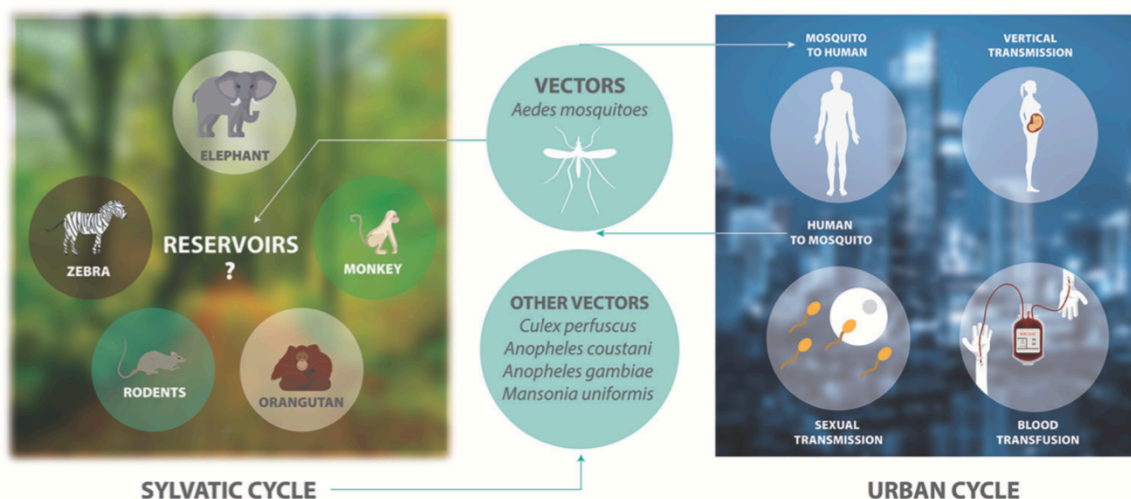 ELEPHANT
ZEBRA
RESERVOIRS
?
MONKEY
RODENTS
ORANGUTAN
SYLVATIC CYCLE
VECTORS
Aedes mosquitoes
OTHER VECTORS
Culex perfuscus
Anopheles coustani
Anopheles gambiae
Mansonia uniformis
MOSQUITO
TO HUMAN
VERTICAL
TRANSMISSION
HUMAN
TO MOSQUITO
SEXUAL
TRANSMISSION
BLOOD
TRANSFUSION
URBAN CYCLE